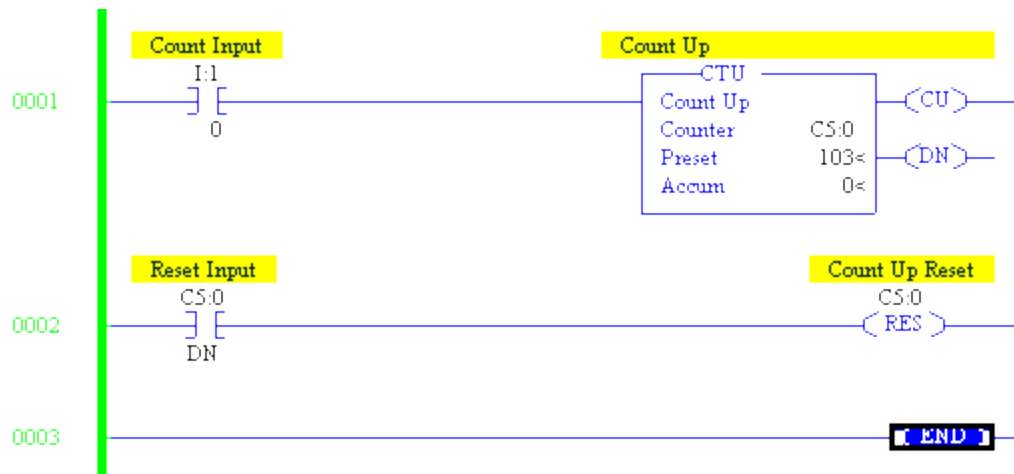 Count Input
Count Up
I:1
CTU
0001
Count Up
CU
0
Counter C5:0
Preset 103<
DN
Accum 0<
Reset Input
Count Up Reset
C5:0
C5:0
0002
RES
DN
0003
END